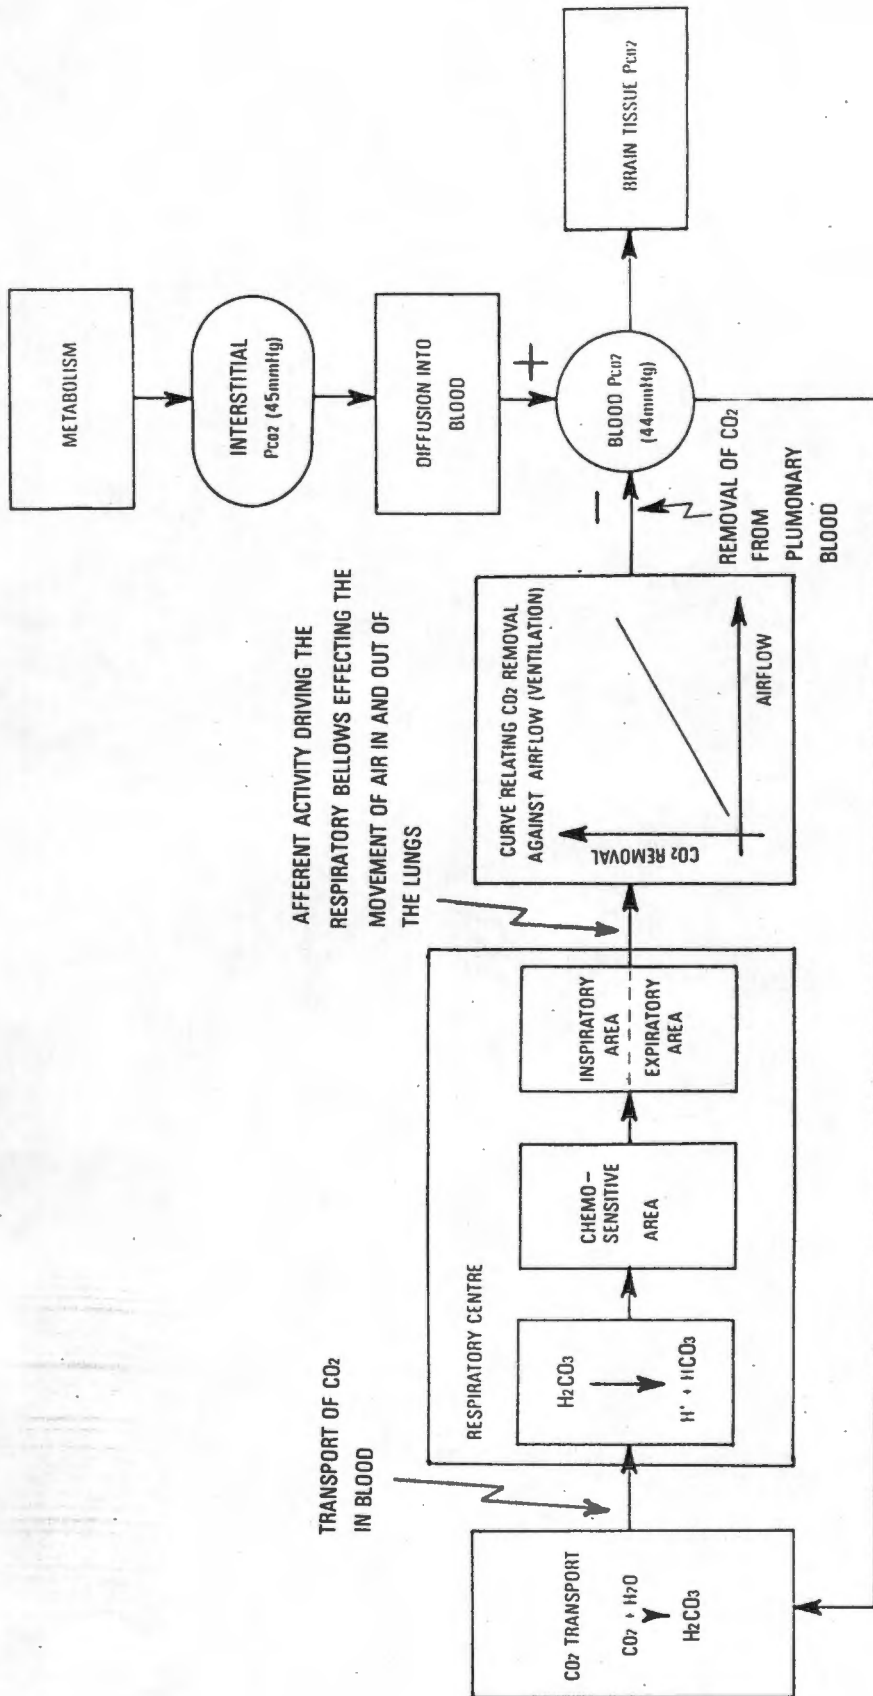 METABOLISM
INTERSTITIAL
PCO2 (45mmHg)
DIFFUSION INTO
BLOOD
+
BLOOD PCO2
(44mmHg)
BRAIN TISSUE PCO2
−
REMOVAL OF CO2
FROM
PLUMONARY
BLOOD
AFFERENT ACTIVITY DRIVING THE
RESPIRATORY BELLOWS EFFECTING THE
MOVEMENT OF AIR IN AND OUT OF
THE LUNGS
CURVE RELATING CO2 REMOVAL
AGAINST AIRFLOW (VENTILATION)
CO2 REMOVAL
AIRFLOW
RESPIRATORY CENTRE
INSPIRATORY
AREA
EXPIRATORY
AREA
CHEMO-
SENSITIVE
AREA
H2CO3
H' + HCO3
TRANSPORT OF CO2
IN BLOOD
CO2 TRANSPORT
CO2 + H2O
H2CO3